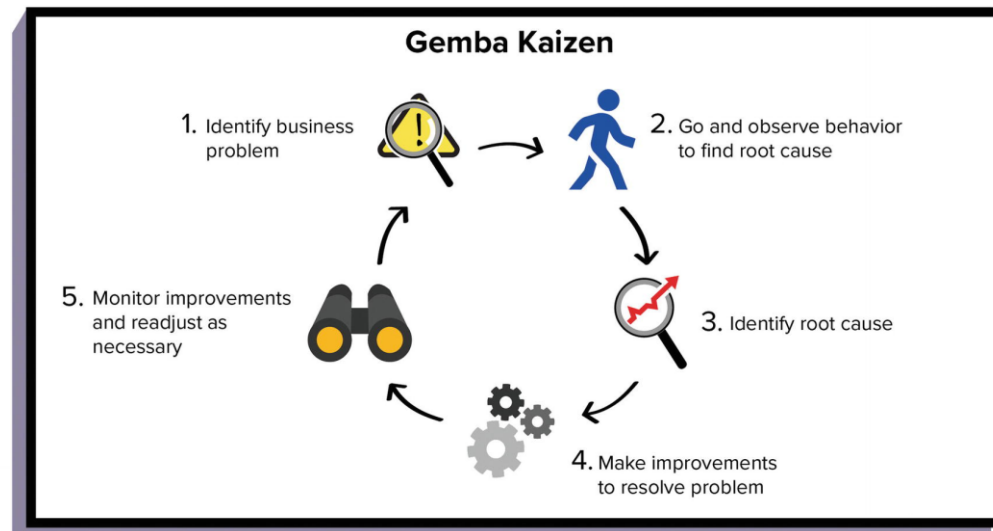 Gemba Kaizen
1. Identify business
problem
2. Go and observe behavior
to find root cause
3. Identify root cause
4. Make improvements
to resolve problem
5. Monitor improvements
and readjust as
necessary